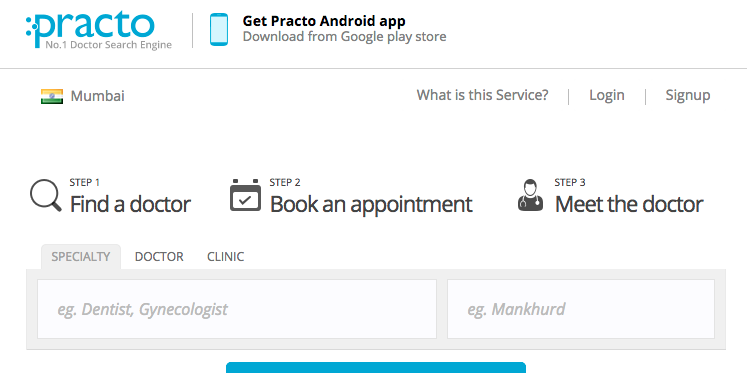 :practo
No.1 Doctor Search Engine
Get Practo Android app
Download from Google play store
Mumbai
What is this Service?
Login
Signup
STEP 1
Find a doctor
STEP 2
Book an appointment
STEP 3
Meet the doctor
SPECIALTY
DOCTOR
CLINIC
eg. Dentist, Gynecologist
eg. Mankhurd